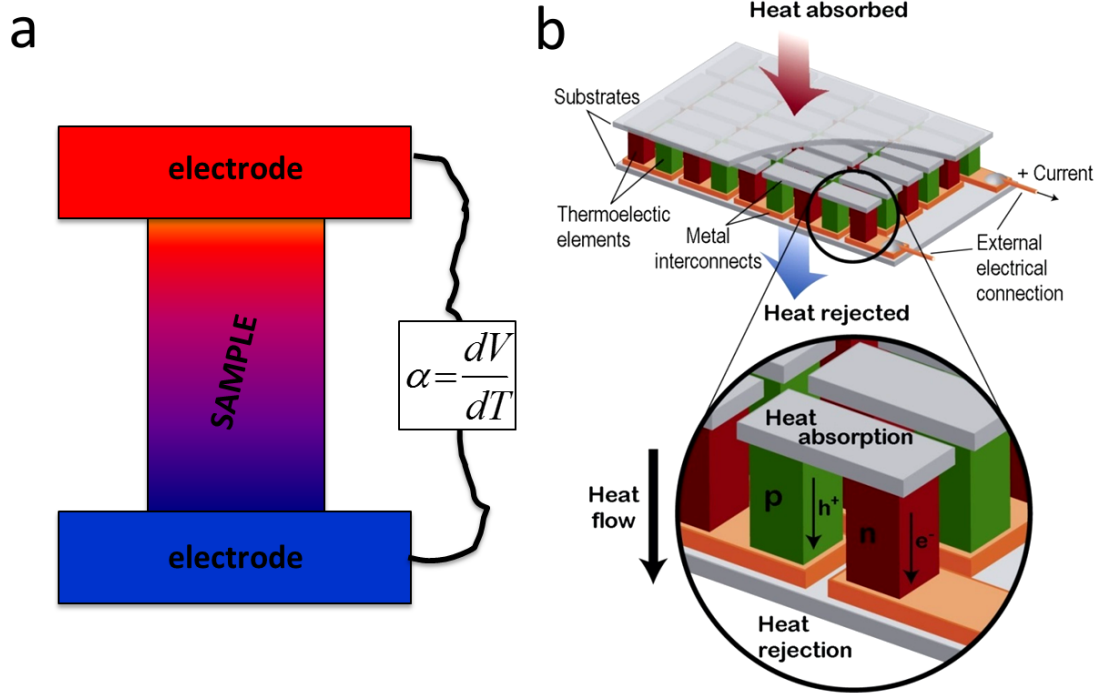 a
electrode
SAMPLE
α = dV/dT
electrode
b
Heat absorbed
Substrates
+ Current
Thermoelectic
elements
Metal
interconnects
External
electrical
connection
Heat rejected
Heat
absorption
Heat
flow
p
h⁺
n
e⁻
Heat
rejection